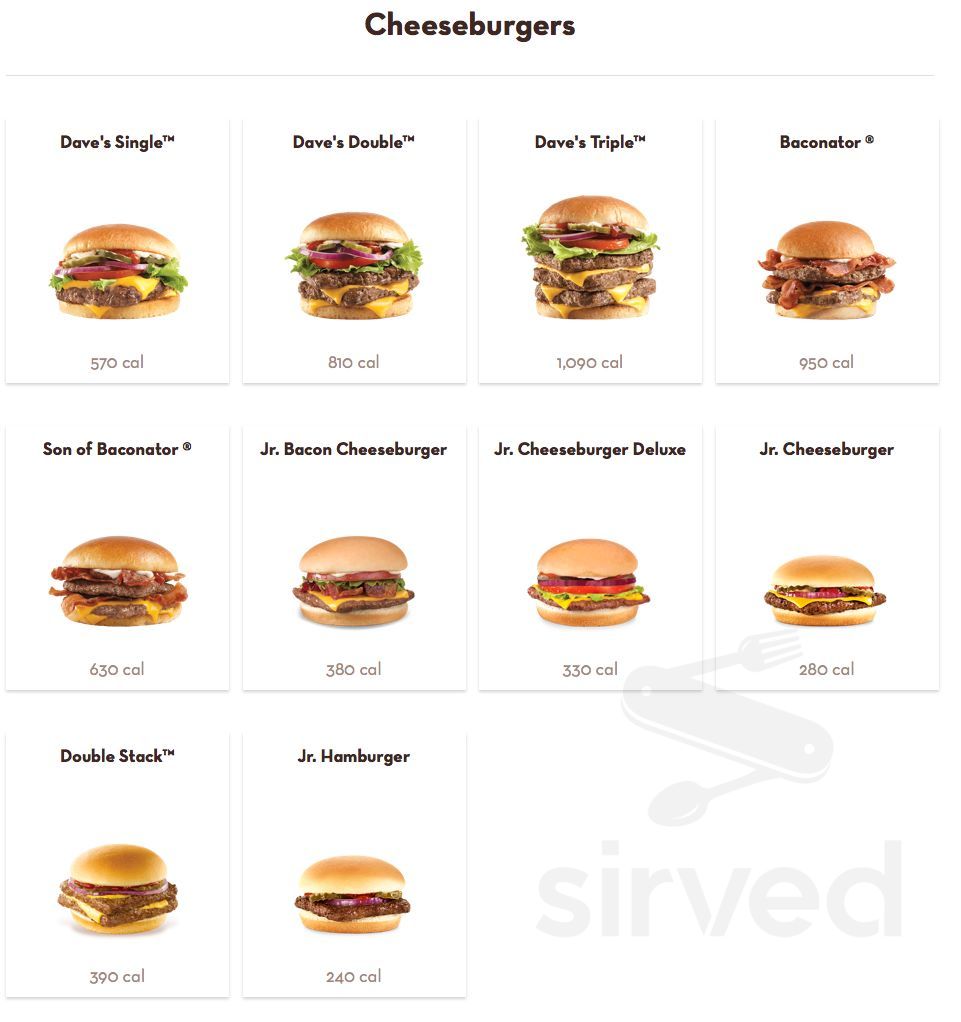 Cheeseburgers
Dave's Single™
Dave's Double™
Dave's Triple™
Baconator ®
570 cal
810 cal
1,090 cal
950 cal
Son of Baconator ®
Jr. Bacon Cheeseburger
Jr. Cheeseburger Deluxe
Jr. Cheeseburger
630 cal
380 cal
330 cal
280 cal
Double Stack™
Jr. Hamburger
390 cal
240 cal
sirved